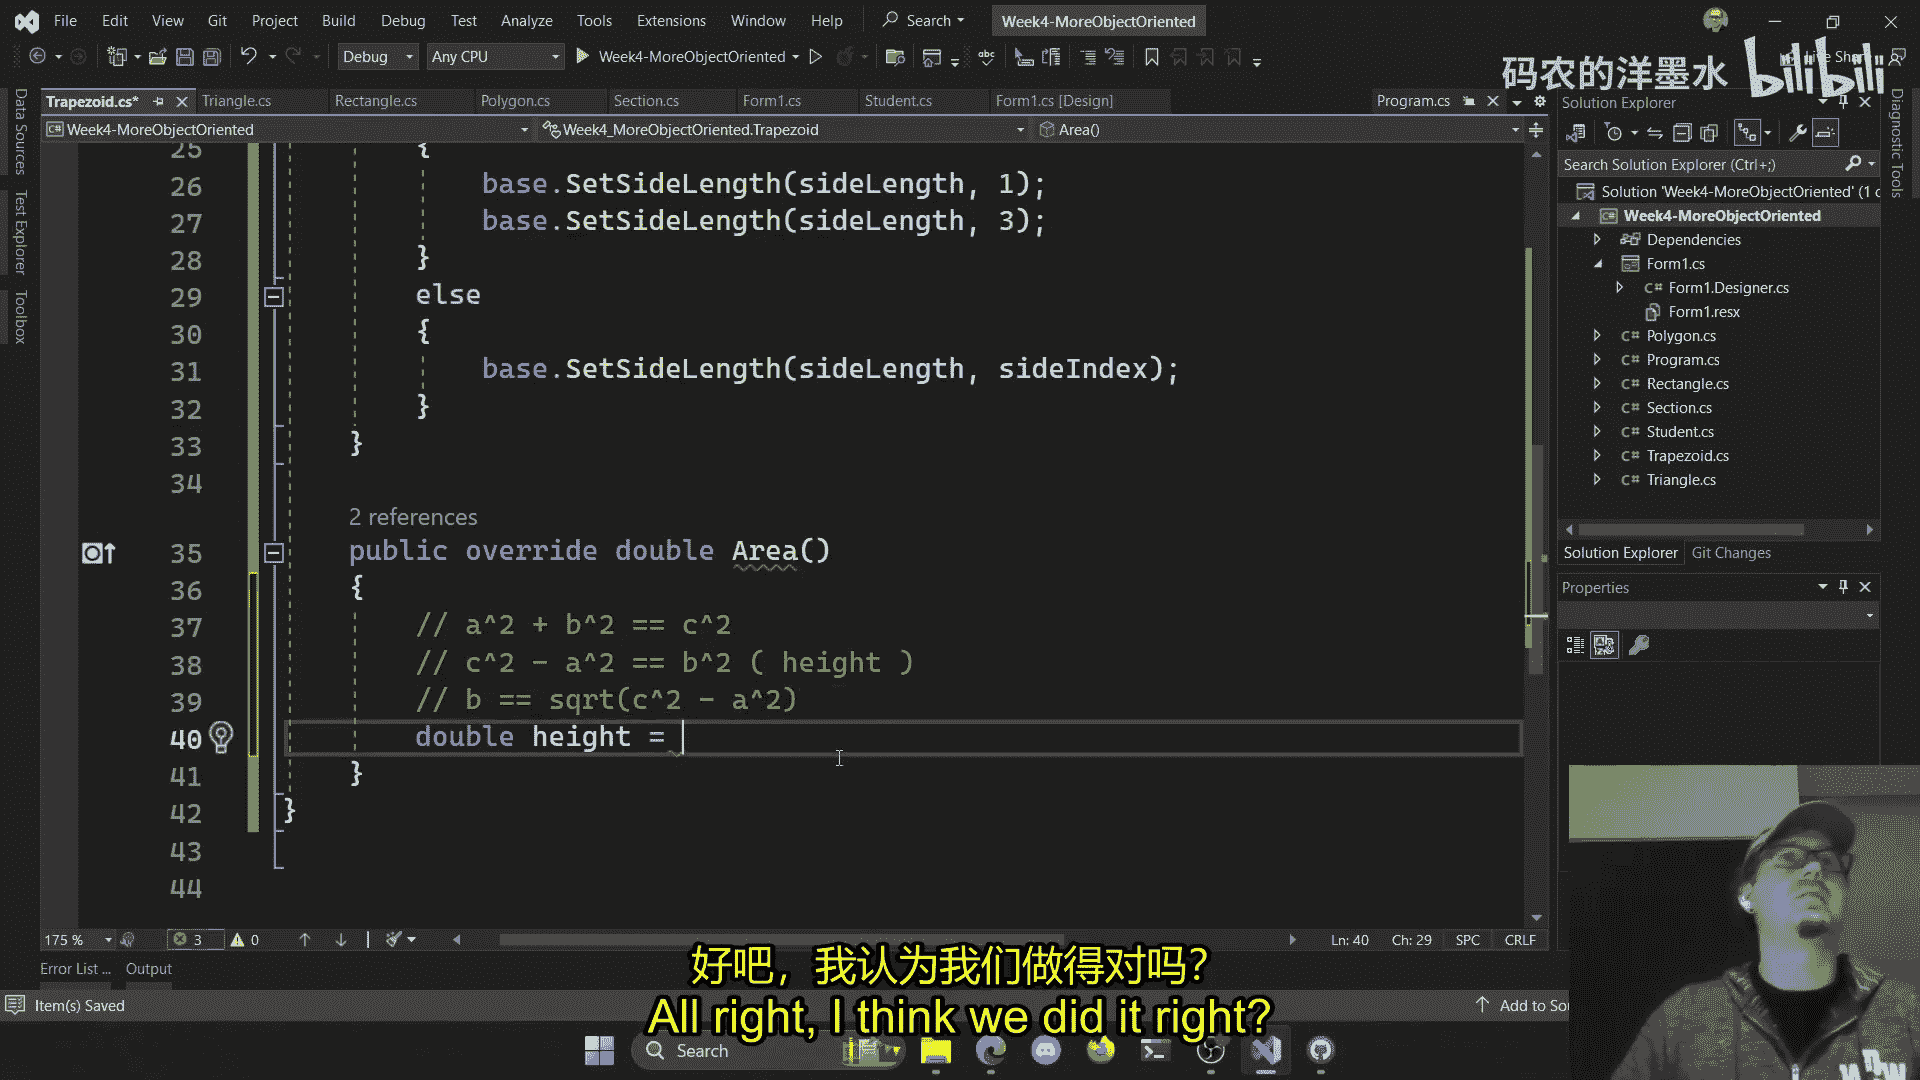 File Edit View Git Project Build Debug Test Analyze Tools Extensions Window Help Search Week4-MoreObjectOriented
Debug Any CPU Week4-MoreObjectOriented
码农的洋墨水 bilibili
Trapezoid.cs* Triangle.cs Rectangle.cs Polygon.cs Section.cs Form1.cs Student.cs Form1.cs [Design] Program.cs
Week4-MoreObjectOriented Week4_MoreObjectOriented.Trapezoid Area()
Data Sources
Test Explorer
Toolbox
25 {
26 base.SetSideLength(sideLength, 1);
27 base.SetSideLength(sideLength, 3);
28 }
29 else
30 {
31 base.SetSideLength(sideLength, sideIndex);
32 }
33 }
34
2 references
35 public override double Area()
36 {
37 // a^2 + b^2 == c^2
38 // c^2 - a^2 == b^2 ( height )
39 // b == sqrt(c^2 - a^2)
40 double height =
41 }
42 }
43
44
175 % 3 0 Ln: 40 Ch: 29 SPC CRLF
Error List ... Output
Item(s) Saved
Add to So
Solution Explorer
Search Solution Explorer (Ctrl+;)
Solution 'Week4-MoreObjectOriented' (1
Week4-MoreObjectOriented
Dependencies
Form1.cs
C# Form1.Designer.cs
Form1.resx
C# Polygon.cs
C# Program.cs
C# Rectangle.cs
C# Section.cs
C# Student.cs
C# Trapezoid.cs
C# Triangle.cs
Solution Explorer Git Changes
Properties
Diagnostic Tools
好吧，我认为我们做得对吗？
All right, I think we did it right?
Search